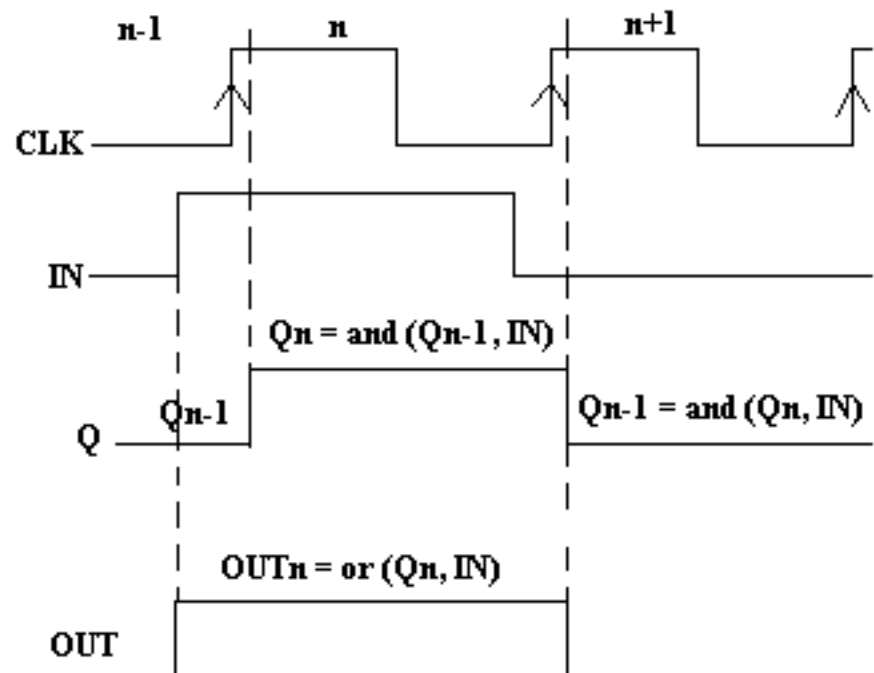 n-1 n n+1
CLK
IN
Qn = and (Qn-1, IN)
Qn-1
Qn-1 = and (Qn, IN)
Q
OUTn = or (Qn, IN)
OUT